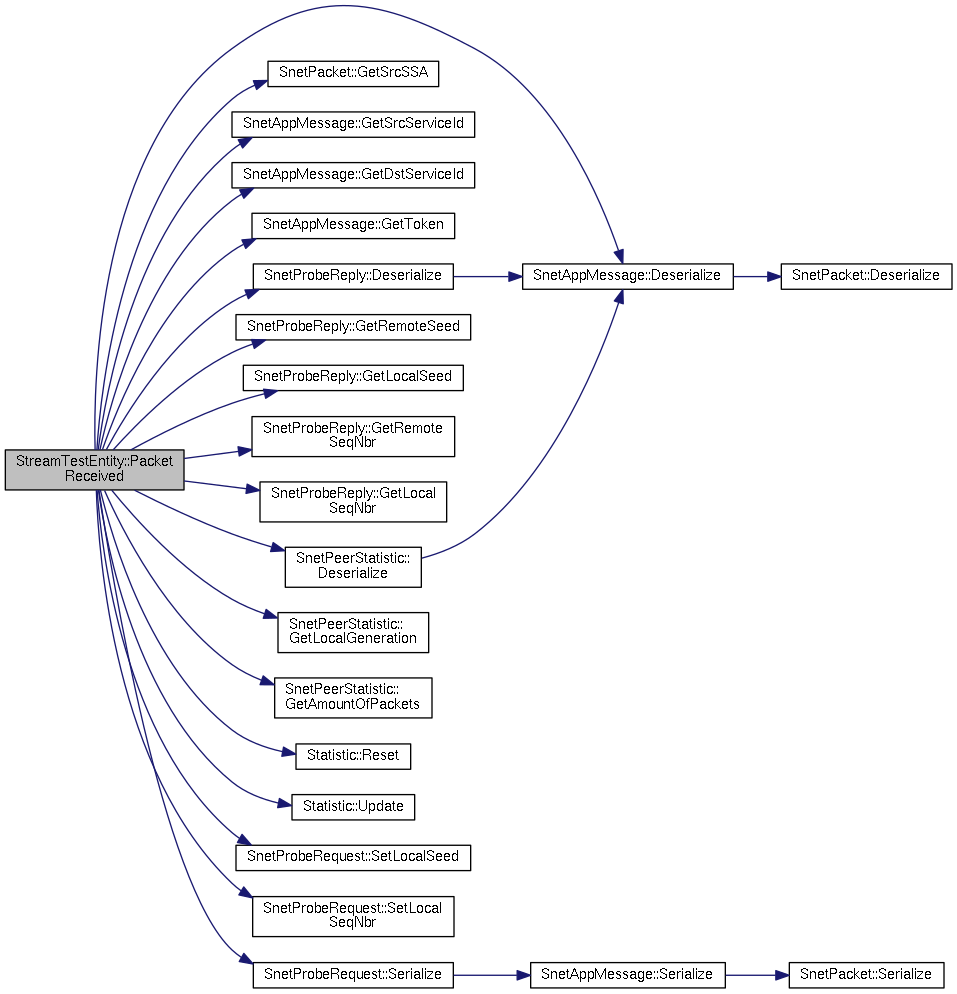 SnetPacket::GetSrcSSA
SnetAppMessage::GetSrcServiceId
SnetAppMessage::GetDstServiceId
SnetAppMessage::GetToken
SnetProbeReply::Deserialize
SnetAppMessage::Deserialize
SnetPacket::Deserialize
SnetProbeReply::GetRemoteSeed
SnetProbeReply::GetLocalSeed
SnetProbeReply::GetRemote
SeqNbr
StreamTestEntity::Packet
Received
SnetProbeReply::GetLocal
SeqNbr
SnetPeerStatistic::
Deserialize
SnetPeerStatistic::
GetLocalGeneration
SnetPeerStatistic::
GetAmountOfPackets
Statistic::Reset
Statistic::Update
SnetProbeRequest::SetLocalSeed
SnetProbeRequest::SetLocal
SeqNbr
SnetProbeRequest::Serialize
SnetAppMessage::Serialize
SnetPacket::Serialize